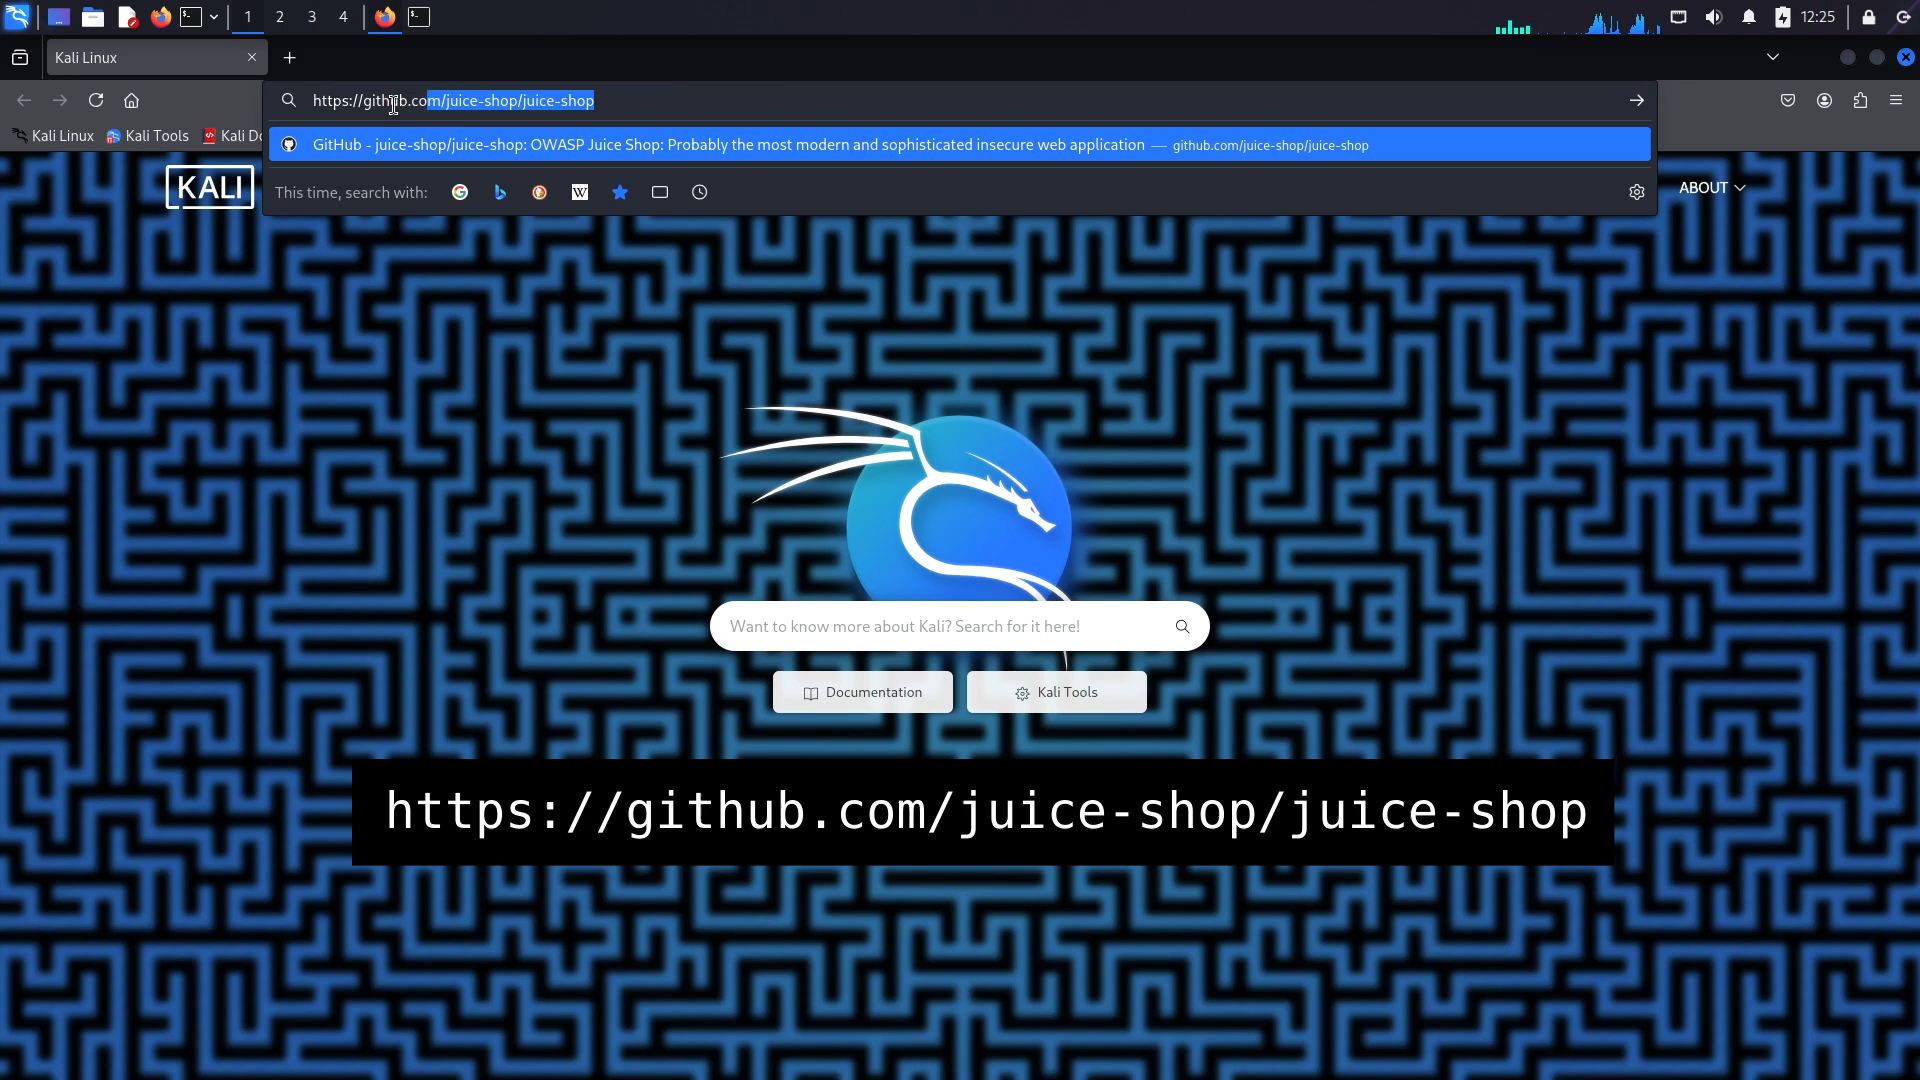 1 2 3 4
12:25
Kali Linux
https://github.com/juice-shop/juice-shop
Kali Linux
Kali Tools
Kali Do
GitHub - juice-shop/juice-shop: OWASP Juice Shop: Probably the most modern and sophisticated insecure web application — github.com/juice-shop/juice-shop
This time, search with:
KALI
ABOUT
Want to know more about Kali? Search for it here!
Documentation
Kali Tools
https://github.com/juice-shop/juice-shop